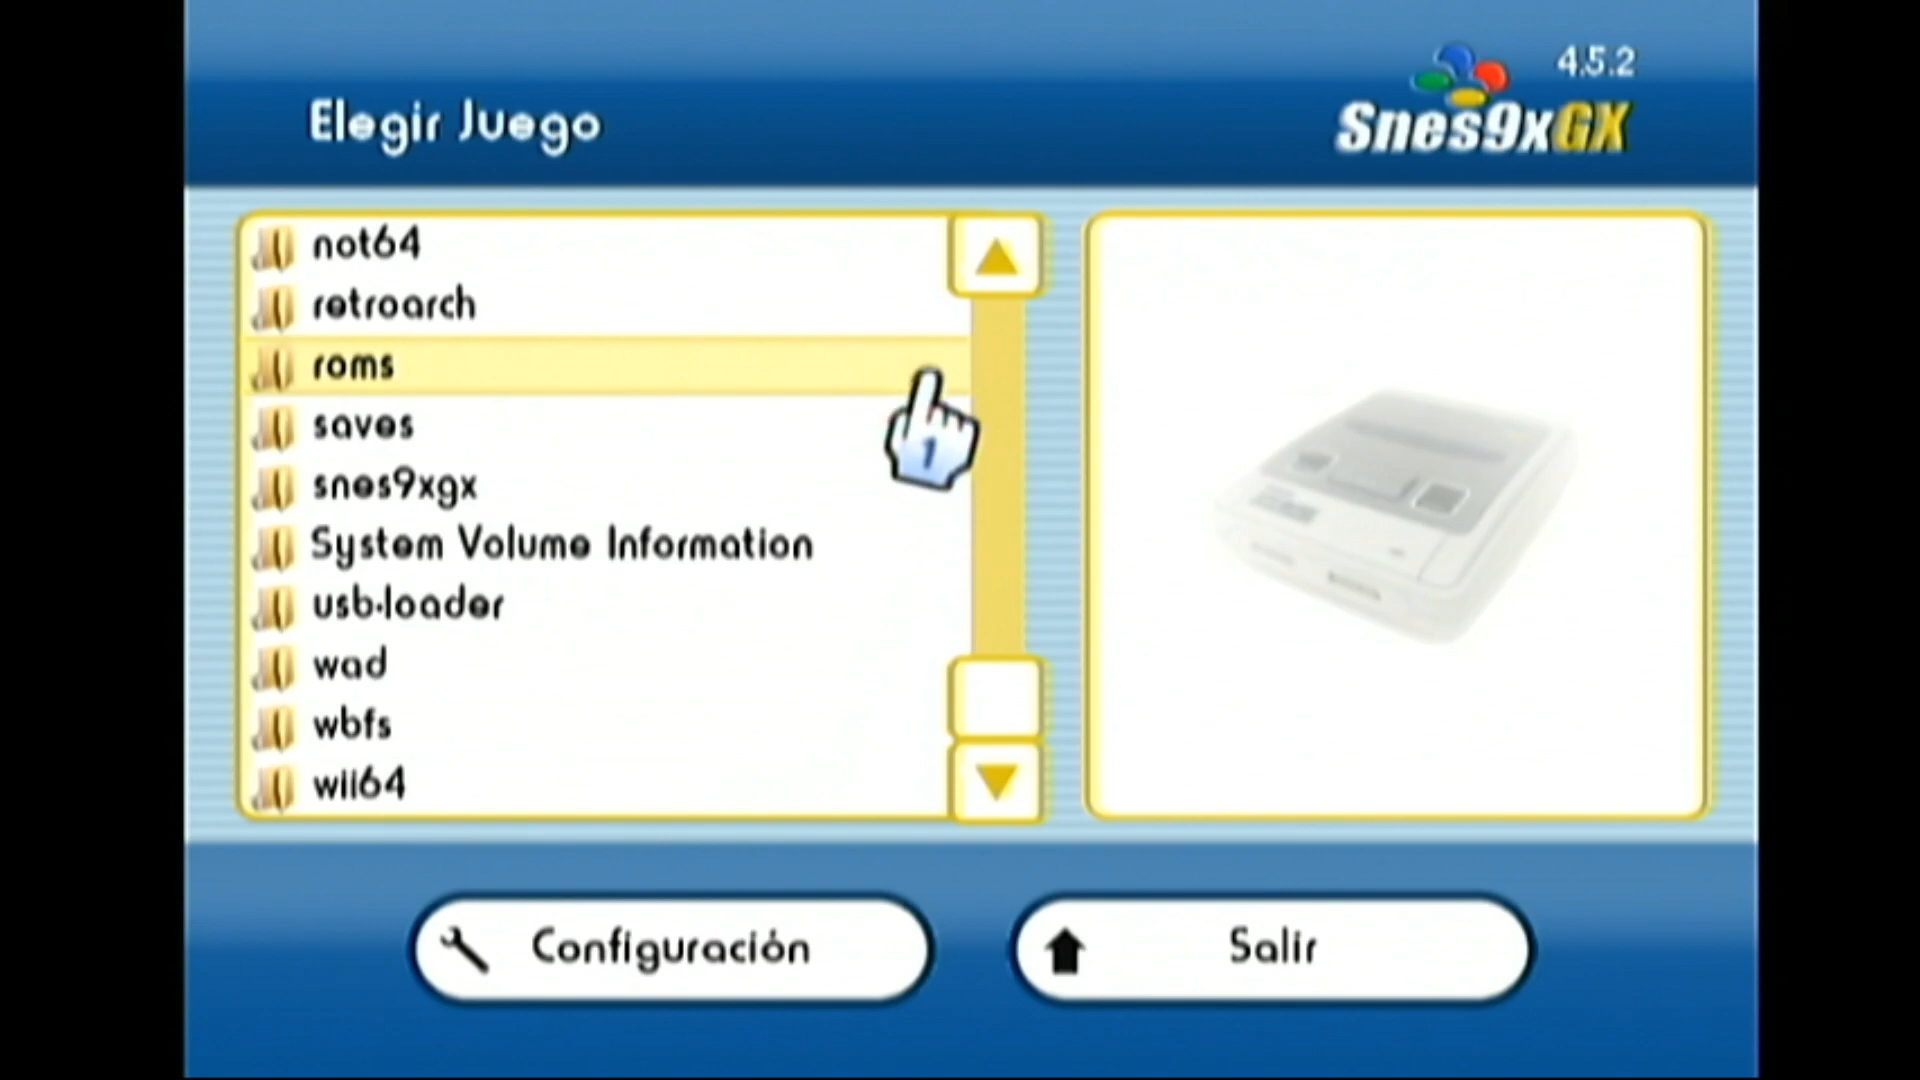 4.5.2
Elegir Juego
Snes9xGX
not64
retroarch
roms
saves
snes9xgx
System Volume Information
usb-loader
wad
wbfs
wii64
1
Configuración
Salir